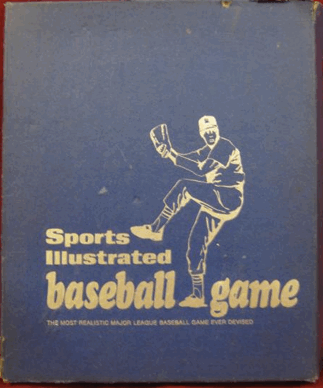 Sports
Illustrated
baseball game
THE MOST REALISTIC MAJOR LEAGUE BASEBALL GAME EVER DEVISED